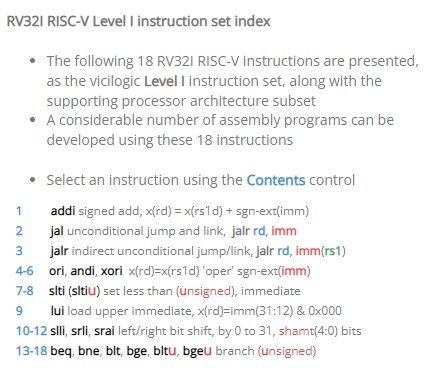 RV32I RISC-V Level I instruction set index
• The following 18 RV32I RISC-V instructions are presented,
as the vicilogic Level I instruction set, along with the
supporting processor architecture subset
• A considerable number of assembly programs can be
developed using these 18 instructions
• Select an instruction using the Contents control
1 addi signed add, x(rd) = x(rs1d) + sgn-ext(imm)
2 jal unconditional jump and link, jalr rd, imm
3 jalr indirect unconditional jump/link, jalr rd, imm(rs1)
4-6 ori, andi, xori x(rd)=x(rs1d) 'oper' sgn-ext(imm)
7-8 slti (sltiu) set less than (unsigned), immediate
9 lui load upper immediate, x(rd)=imm(31:12) & 0x000
10-12 slli, srli, srai left/right bit shift, by 0 to 31, shamt(4:0) bits
13-18 beq, bne, blt, bge, bltu, bgeu branch (unsigned)